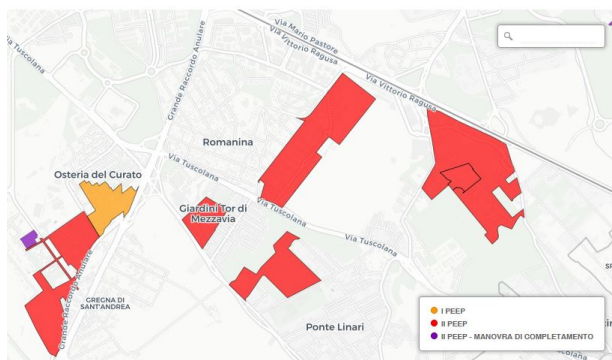 Via Mario Pastore
Via Vittorio Ragusa
Via Tuscolana
Grande Raccordo Anulare
Via Vittorio Ragusa
Romanina
Osteria del Curato
Via Tuscolana
Giardini Tor di
Mezzavia
Via Tuscolana
Via Tuscolana
Grande Raccordo Anulare
GREGNA DI
SANT'ANDREA
Ponte Linari
I PEEP
II PEEP
II PEEP - MANOVRA DI COMPLETAMENTO